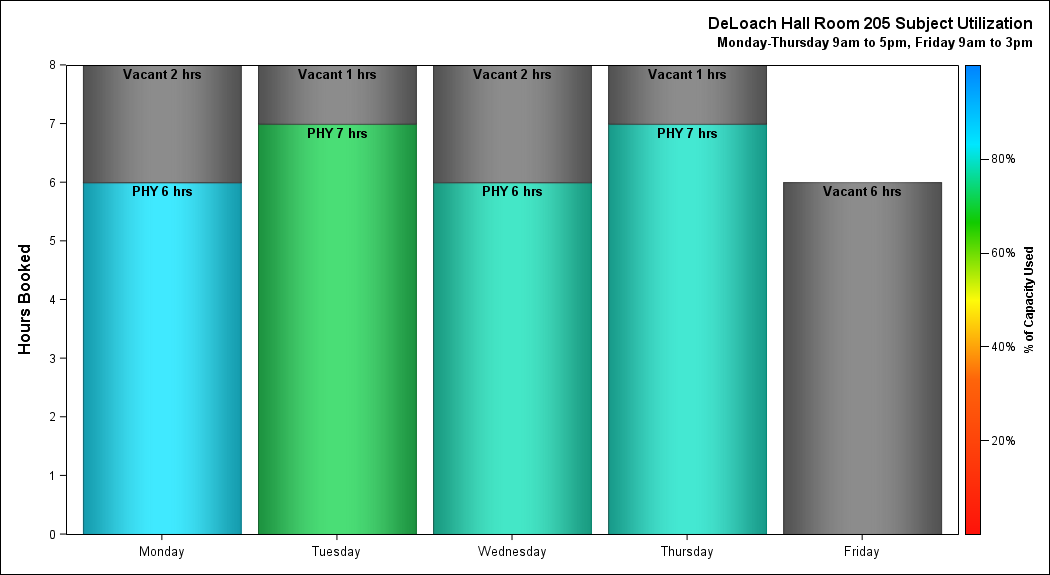 DeLoach Hall Room 205 Subject Utilization
Monday-Thursday 9am to 5pm, Friday 9am to 3pm
Hours Booked
8
7
6
5
4
3
2
1
0
Vacant 2 hrs
PHY 6 hrs
Vacant 1 hrs
PHY 7 hrs
Vacant 2 hrs
PHY 6 hrs
Vacant 1 hrs
PHY 7 hrs
Vacant 6 hrs
Monday
Tuesday
Wednesday
Thursday
Friday
80%
60%
40%
20%
% of Capacity Used